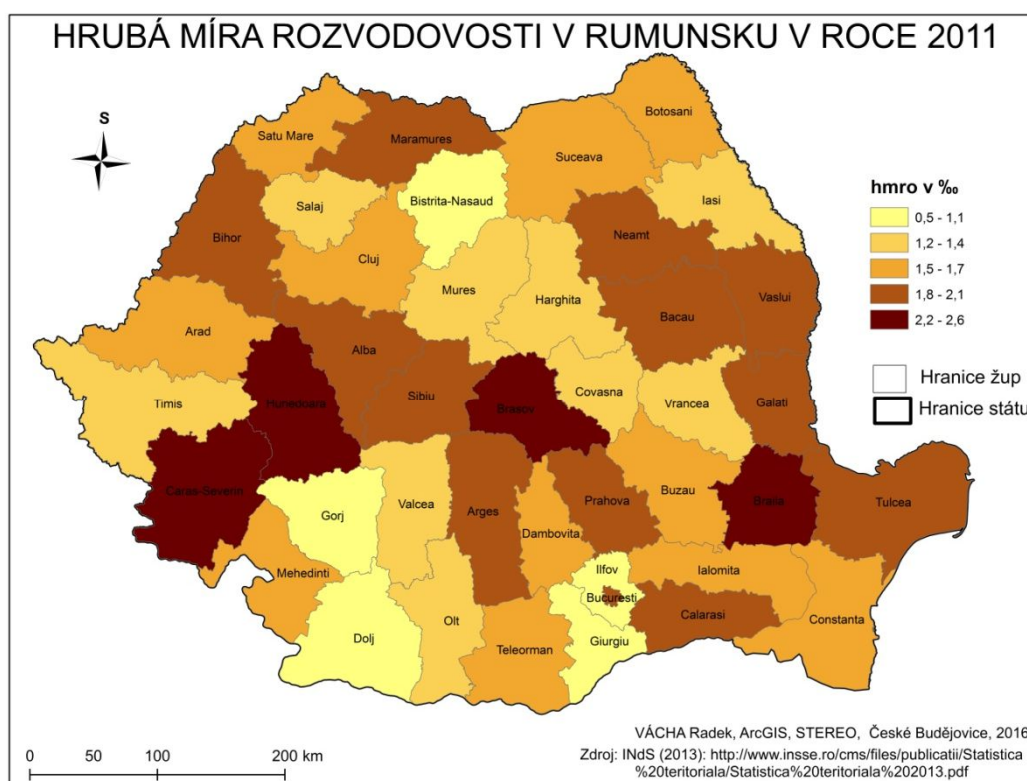 HRUBÁ MÍRA ROZVODOVOSTI V RUMUNSKU V ROCE 2011
S
Botosani
Satu Mare
Maramures
Suceava
hmro v ‰
Iasi
Bistrita-Nasaud
Salaj
0,5 - 1,1
Neamt
Bihor
1,2 - 1,4
Cluj
1,5 - 1,7
Mures
Harghita
Vaslui
1,8 - 2,1
Bacau
2,2 - 2,6
Arad
Alba
Hranice žup
Sibiu
Covasna
Hunedoara
Brasov
Vrancea
Galati
Timis
Hranice státu
Caras-Severin
Buzau
Braila
Tulcea
Valcea
Prahova
Gorj
Arges
Dambovita
Ilfov
Ialomita
Mehedinti
Bucuresti
Calarasi
Constanta
Olt
Dolj
Giurgiu
Teleorman
VÁCHA Radek, ArcGIS, STEREO, České Budějovice, 2016
0 50 100 200 km
Zdroj: INdS (2013): http://www.insse.ro/cms/files/publicatii/Statistica
%20teritoriala/Statistica%20teritoriala%202013.pdf